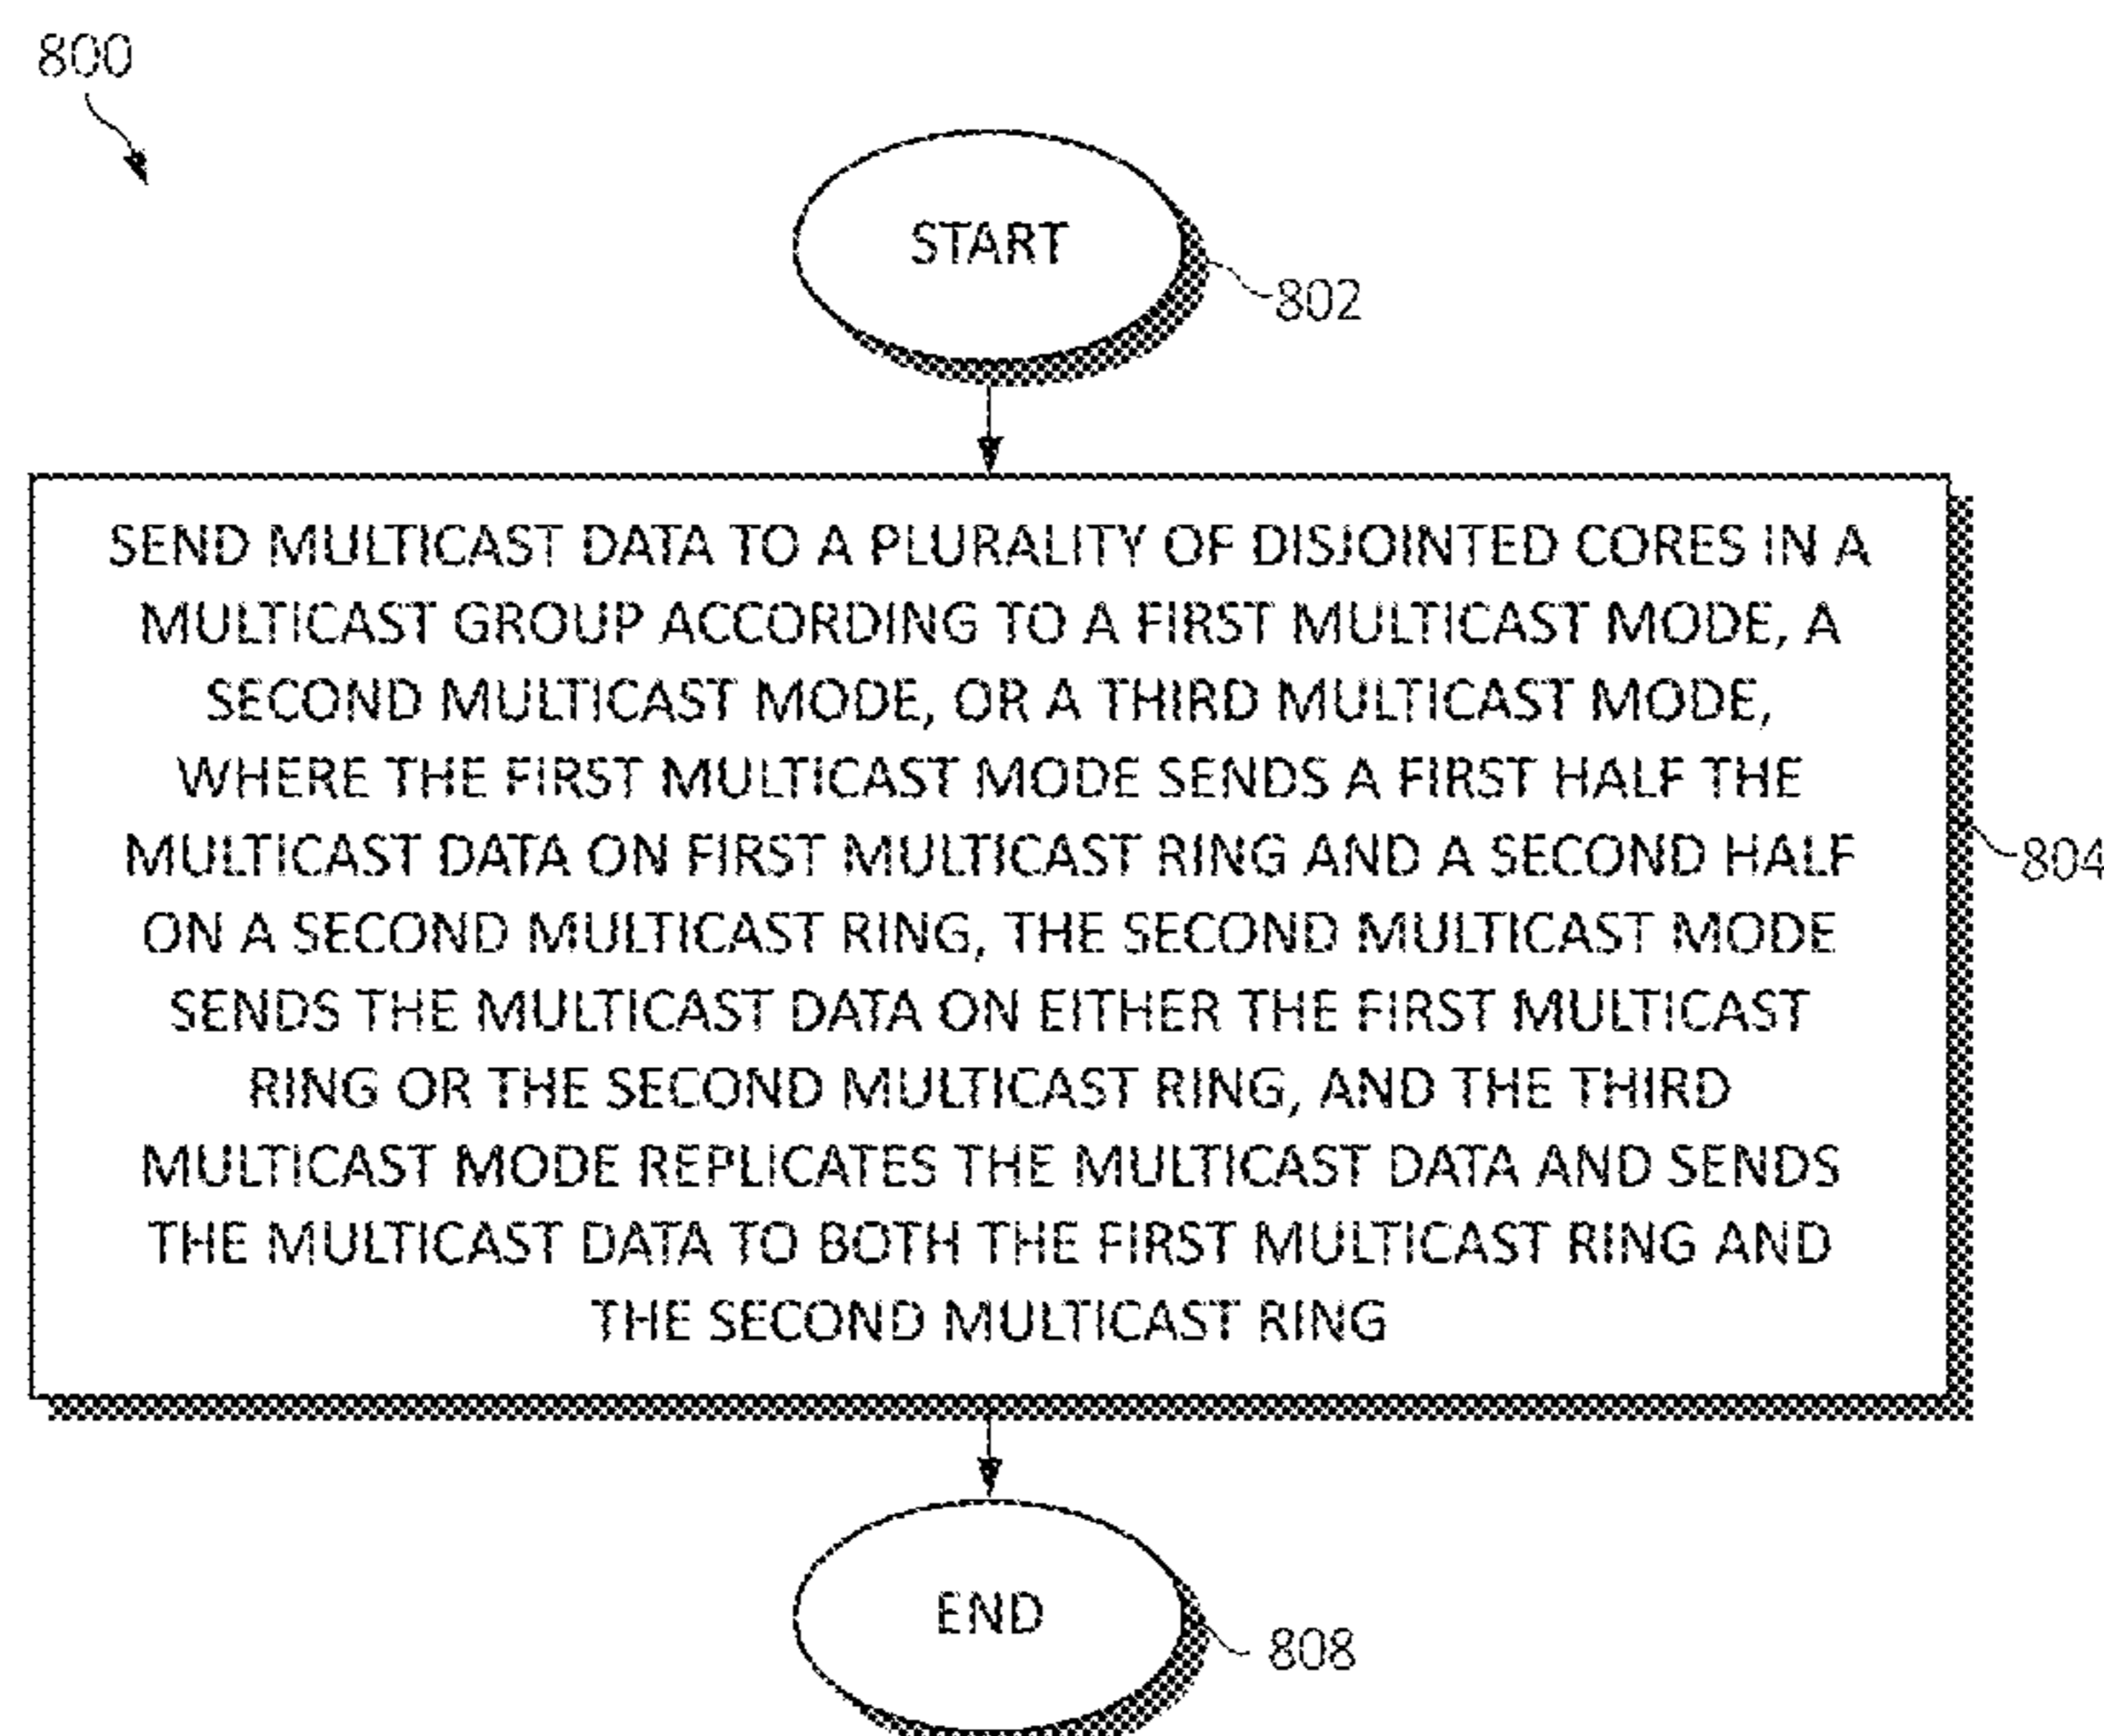 800
START
802
SEND MULTICAST DATA TO A PLURALITY OF DISJOINTED CORES IN A
MULTICAST GROUP ACCORDING TO A FIRST MULTICAST MODE, A
SECOND MULTICAST MODE, OR A THIRD MULTICAST MODE,
WHERE THE FIRST MULTICAST MODE SENDS A FIRST HALF THE
MULTICAST DATA ON FIRST MULTICAST RING AND A SECOND HALF
ON A SECOND MULTICAST RING, THE SECOND MULTICAST MODE
SENDS THE MULTICAST DATA ON EITHER THE FIRST MULTICAST
RING OR THE SECOND MULTICAST RING, AND THE THIRD
MULTICAST MODE REPLICATES THE MULTICAST DATA AND SENDS
THE MULTICAST DATA TO BOTH THE FIRST MULTICAST RING AND
THE SECOND MULTICAST RING
804
END
808